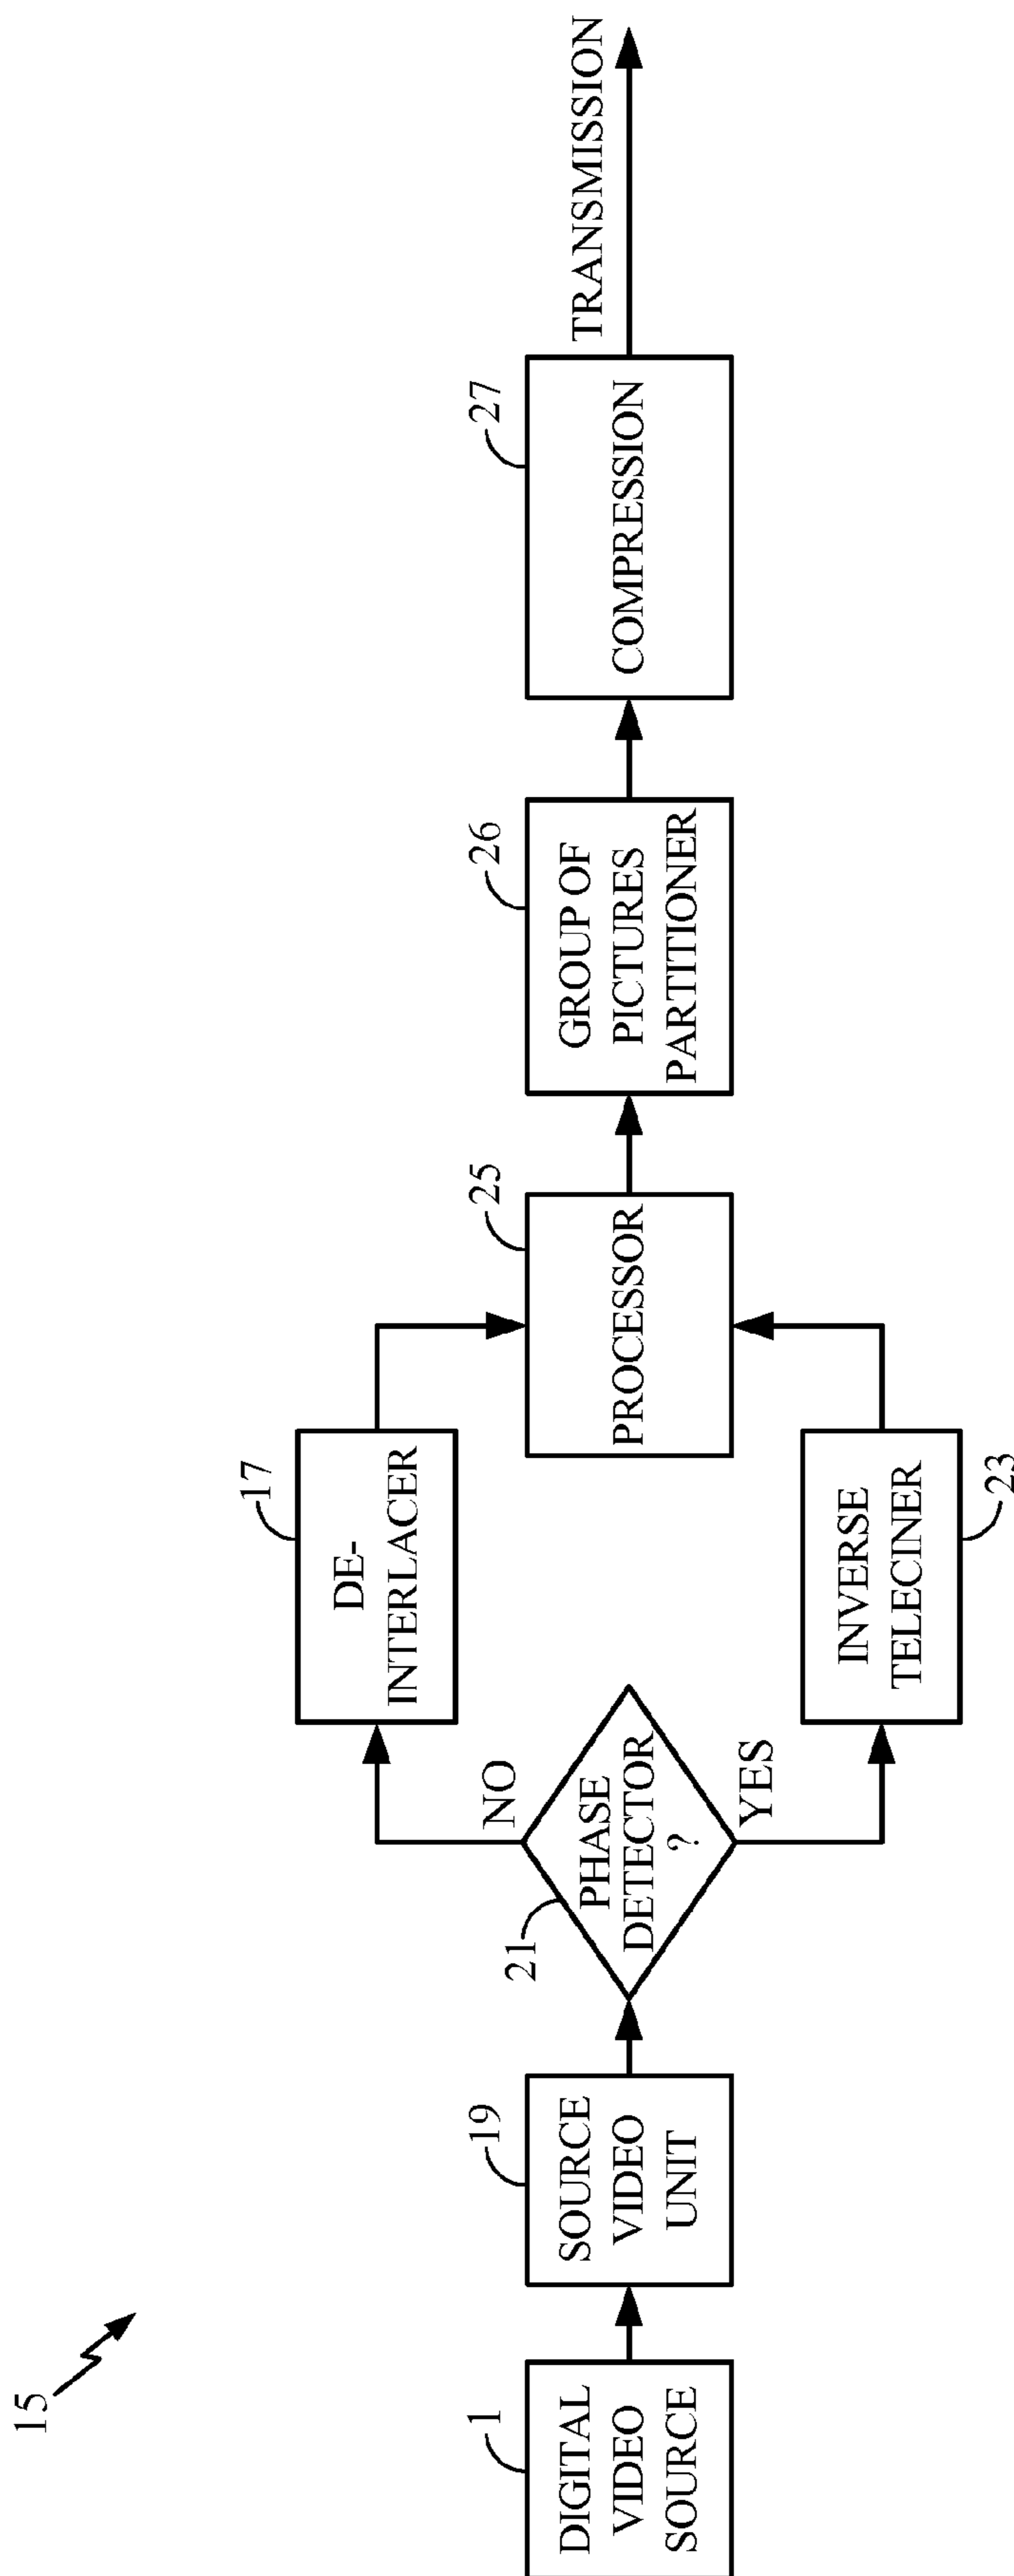 15
1
DIGITAL
VIDEO
SOURCE
19
SOURCE
VIDEO
UNIT
21
PHASE
DETECTOR
?
NO
YES
17
DE-
INTERLACER
INVERSE
TELECINER
23
25
PROCESSOR
26
GROUP OF
PICTURES
PARTITIONER
27
COMPRESSION
TRANSMISSION